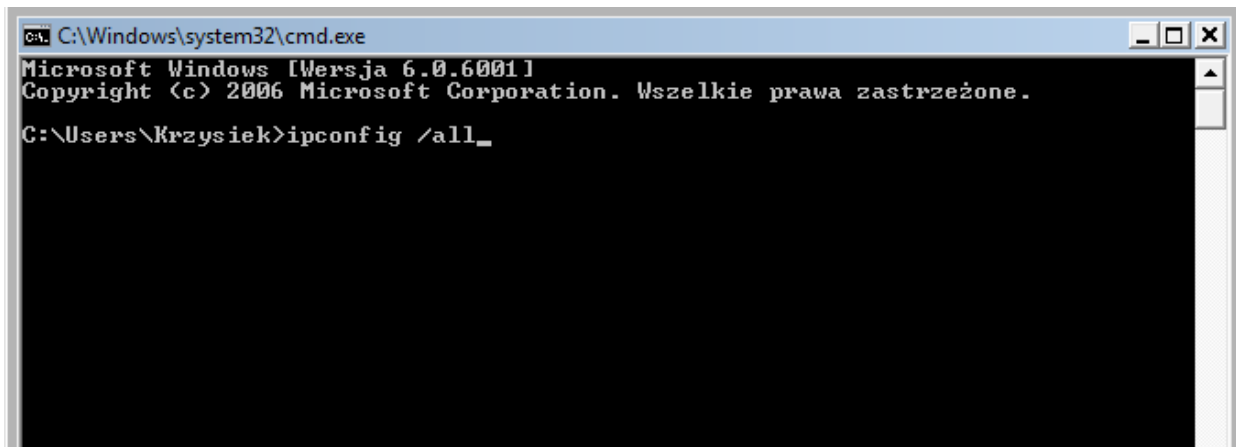 C:\Windows\system32\cmd.exe
Microsoft Windows [Wersja 6.0.6001]
Copyright (c) 2006 Microsoft Corporation. Wszelkie prawa zastrzeżone.
C:\Users\Krzysiek>ipconfig /all_